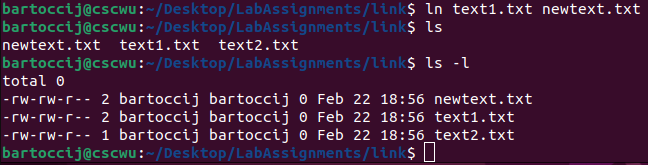 bartoccij@cscwu:~/Desktop/LabAssignments/link$ ln text1.txt newtext.txt
bartoccij@cscwu:~/Desktop/LabAssignments/link$ ls
newtext.txt  text1.txt  text2.txt
bartoccij@cscwu:~/Desktop/LabAssignments/link$ ls -l
total 0
-rw-rw-r-- 2 bartoccij bartoccij 0 Feb 22 18:56 newtext.txt
-rw-rw-r-- 2 bartoccij bartoccij 0 Feb 22 18:56 text1.txt
-rw-rw-r-- 1 bartoccij bartoccij 0 Feb 22 18:56 text2.txt
bartoccij@cscwu:~/Desktop/LabAssignments/link$